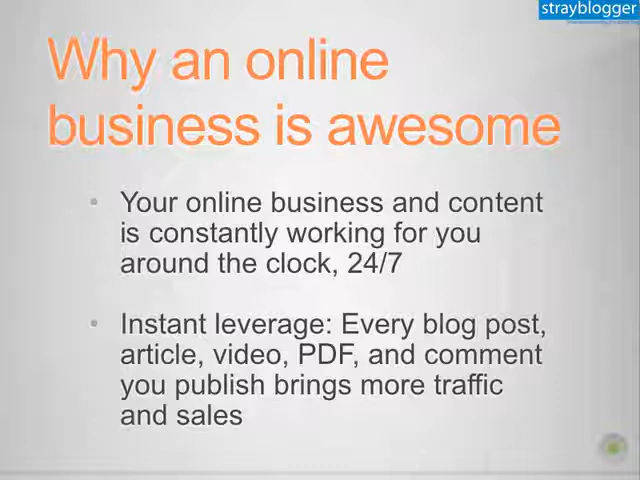 strayblogger
Why an online
business is awesome
• Your online business and content
is constantly working for you
around the clock, 24/7
• Instant leverage: Every blog post,
article, video, PDF, and comment
you publish brings more traffic
and sales